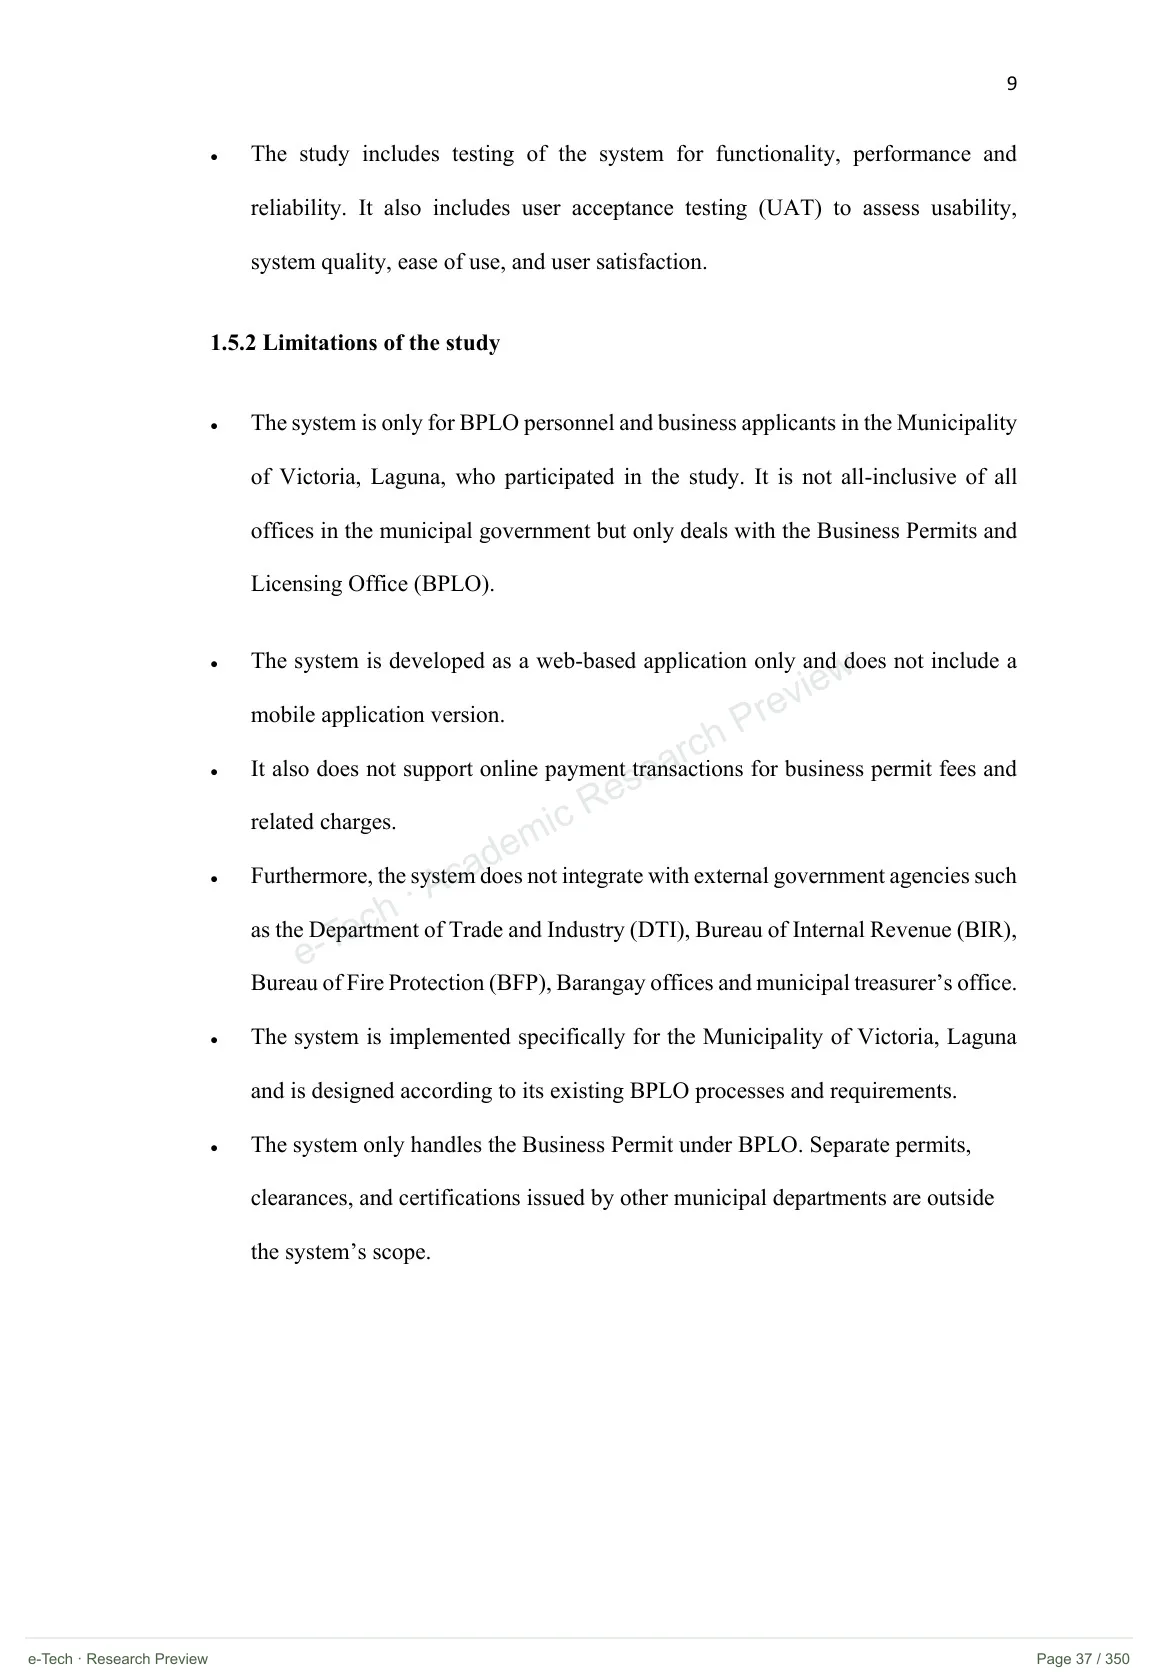 9
• The study includes testing of the system for functionality, performance and
reliability. It also includes user acceptance testing (UAT) to assess usability,
system quality, ease of use, and user satisfaction.
1.5.2 Limitations of the study
• The system is only for BPLO personnel and business applicants in the Municipality
of Victoria, Laguna, who participated in the study. It is not all-inclusive of all
offices in the municipal government but only deals with the Business Permits and
Licensing Office (BPLO).
• The system is developed as a web-based application only and does not include a
mobile application version.
• It also does not support online payment transactions for business permit fees and
related charges.
• Furthermore, the system does not integrate with external government agencies such
as the Department of Trade and Industry (DTI), Bureau of Internal Revenue (BIR),
Bureau of Fire Protection (BFP), Barangay offices and municipal treasurer’s office.
• The system is implemented specifically for the Municipality of Victoria, Laguna
and is designed according to its existing BPLO processes and requirements.
• The system only handles the Business Permit under BPLO. Separate permits,
clearances, and certifications issued by other municipal departments are outside
the system’s scope.
e-Tech · Academic Research Preview
e-Tech · Research Preview
Page 37 / 350